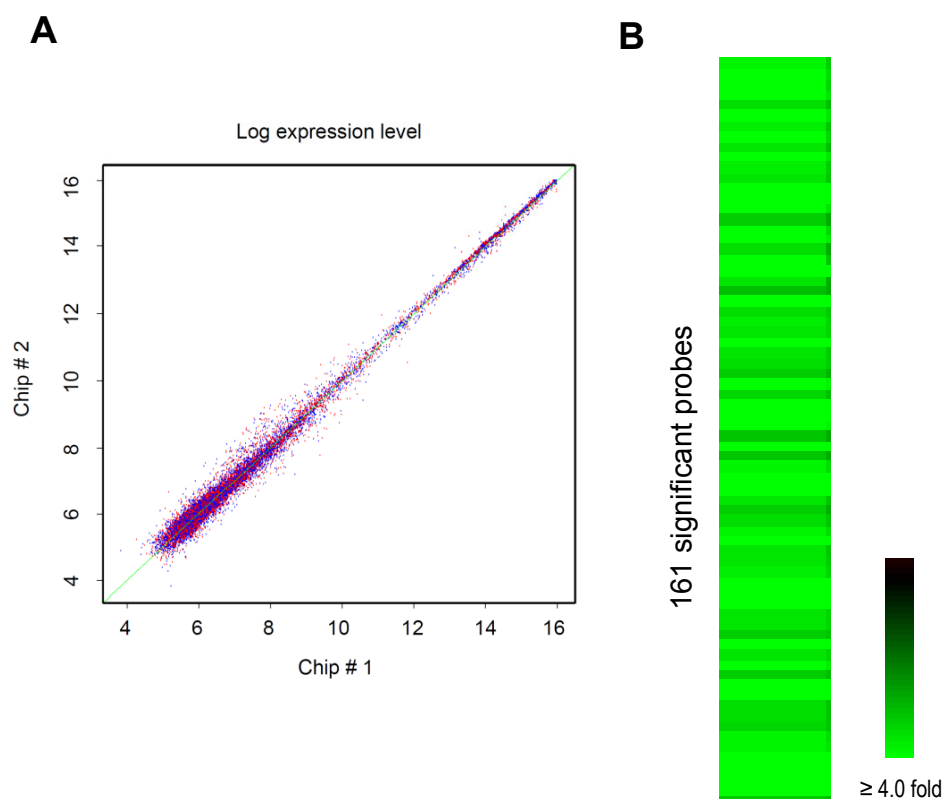 A
B
Log expression level
16
14
12
10
8
6
4
Chip # 2
4 6 8 10 12 14 16
Chip # 1
161 significant probes
≥ 4.0 fold